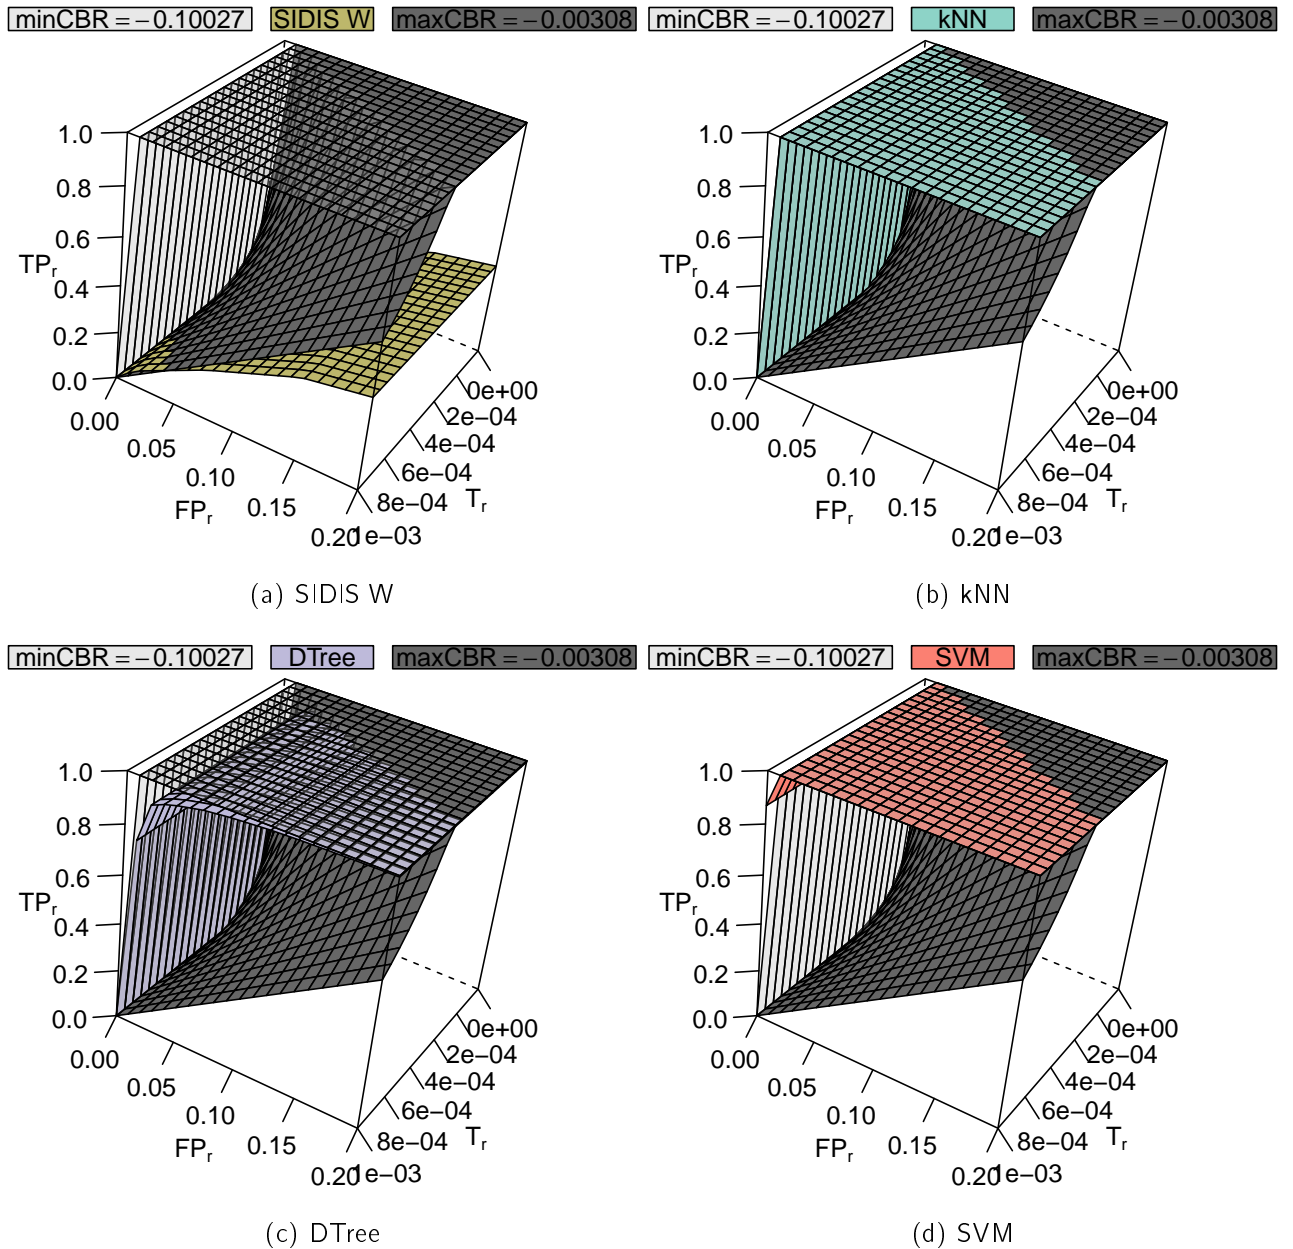 minCBR = −0.10027 SIDIS W maxCBR = −0.00308 minCBR = −0.10027 kNN maxCBR = −0.00308
1.0 1.0
0.8 0.8
0.6 0.6
TPr TPr
0.4 0.4
0.2 0.2
0.0 0.0
0e+00 0e+00
0.00 2e−04 0.00 2e−04
0.05 4e−04 0.05 4e−04
0.10 6e−04 0.10 6e−04
FPr 0.15 8e−04 Tr FPr 0.15 8e−04 Tr
0.20 1e−03 0.20 1e−03
(a) SIDIS W (b) kNN
minCBR = −0.10027 DTree maxCBR = −0.00308 minCBR = −0.10027 SVM maxCBR = −0.00308
1.0 1.0
0.8 0.8
0.6 0.6
TPr TPr
0.4 0.4
0.2 0.2
0.0 0.0
0e+00 0e+00
0.00 2e−04 0.00 2e−04
0.05 4e−04 0.05 4e−04
0.10 6e−04 0.10 6e−04
FPr 0.15 8e−04 Tr FPr 0.15 8e−04 Tr
0.20 1e−03 0.20 1e−03
(c) DTree (d) SVM